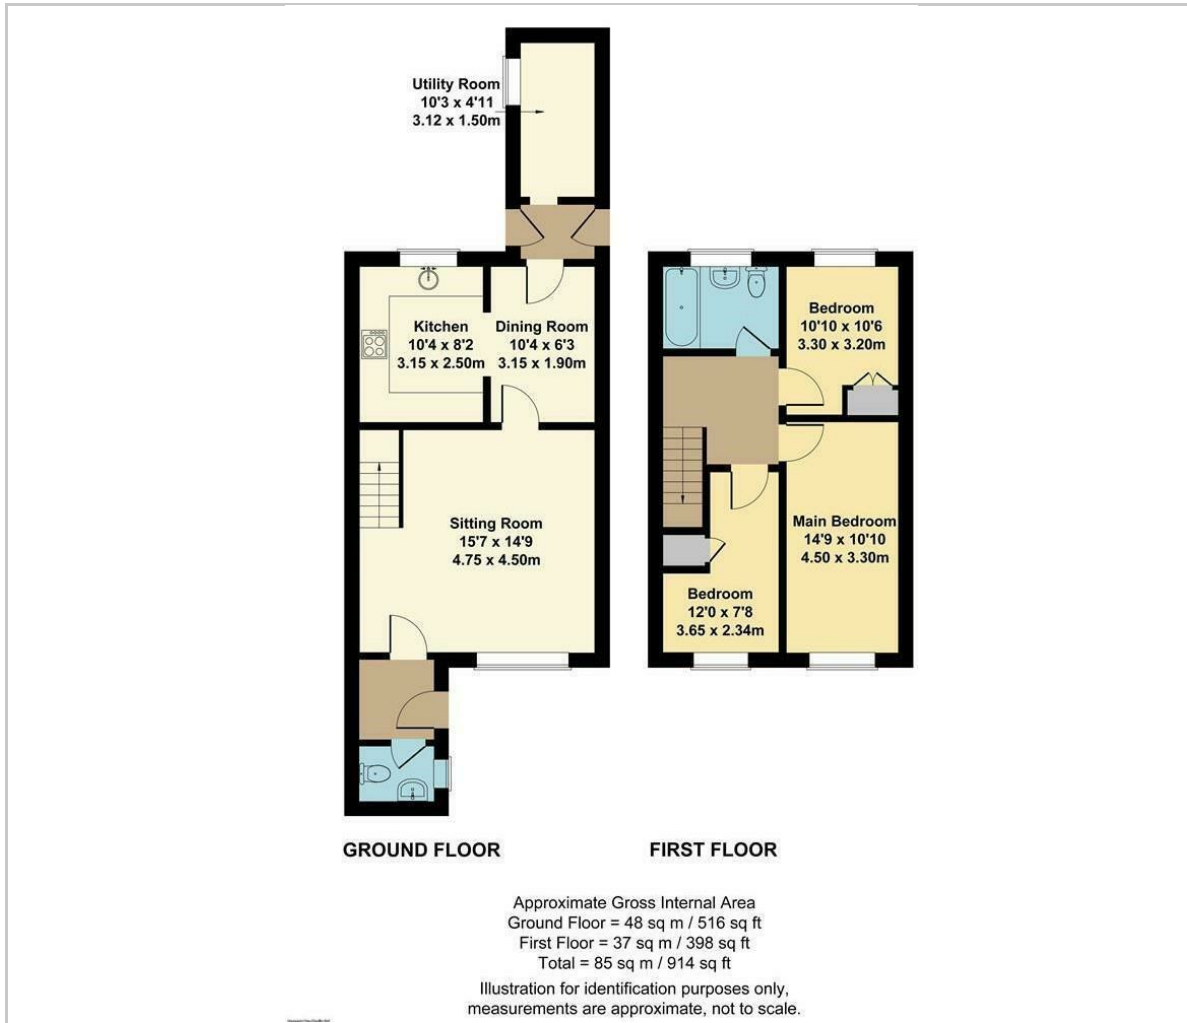 Utility Room
10'3 x 4'11
3.12 x 1.50m
Kitchen
10'4 x 8'2
3.15 x 2.50m
Dining Room
10'4 x 6'3
3.15 x 1.90m
Bedroom
10'10 x 10'6
3.30 x 3.20m
Sitting Room
15'7 x 14'9
4.75 x 4.50m
Main Bedroom
14'9 x 10'10
4.50 x 3.30m
Bedroom
12'0 x 7'8
3.65 x 2.34m
GROUND FLOOR
FIRST FLOOR
Approximate Gross Internal Area
Ground Floor = 48 sq m / 516 sq ft
First Floor = 37 sq m / 398 sq ft
Total = 85 sq m / 914 sq ft
Illustration for identification purposes only,
measurements are approximate, not to scale.